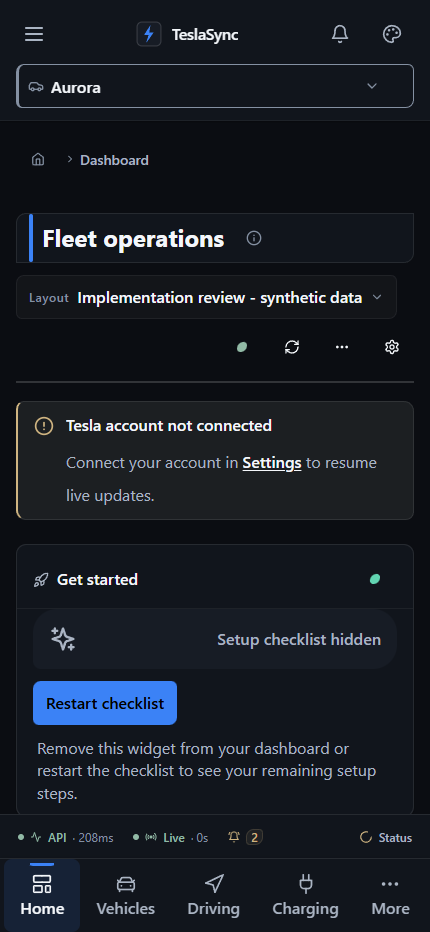 TeslaSync
Aurora
Dashboard
Fleet operations
Layout Implementation review - synthetic data
Tesla account not connected
Connect your account in Settings to resume
live updates.
Get started
Setup checklist hidden
Restart checklist
Remove this widget from your dashboard or
restart the checklist to see your remaining setup
steps.
API · 208ms Live · 0s 2 Status
Home Vehicles Driving Charging More